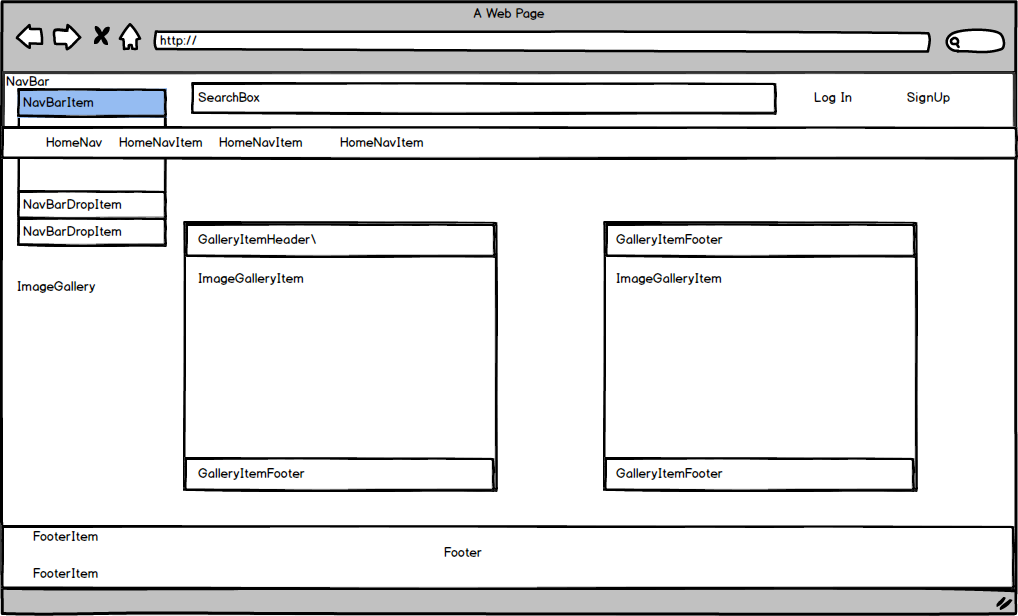 A Web Page
http://
NavBar
NavBarItem
SearchBox
Log In
SignUp
HomeNav HomeNavItem HomeNavItem HomeNavItem
NavBarDropItem
NavBarDropItem
ImageGallery
GalleryItemHeader\
ImageGalleryItem
GalleryItemFooter
GalleryItemFooter
ImageGalleryItem
GalleryItemFooter
FooterItem
Footer
FooterItem